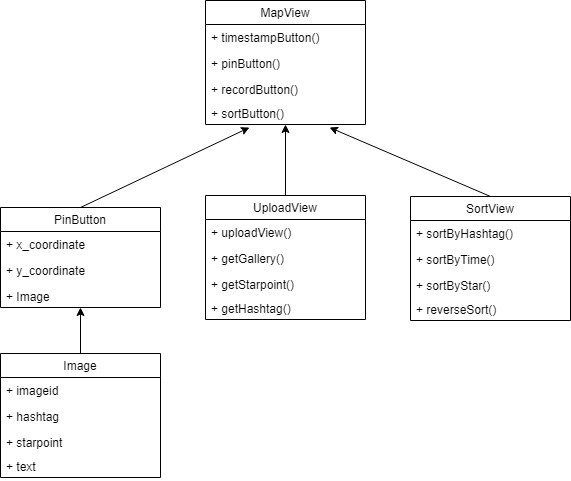 MapView
+ timestampButton()
+ pinButton()
+ recordButton()
+ sortButton()
PinButton
+ x_coordinate
+ y_coordinate
+ Image
UploadView
+ uploadView()
+ getGallery()
+ getStarpoint()
+ getHashtag()
SortView
+ sortByHashtag()
+ sortByTime()
+ sortByStar()
+ reverseSort()
Image
+ imageid
+ hashtag
+ starpoint
+ text